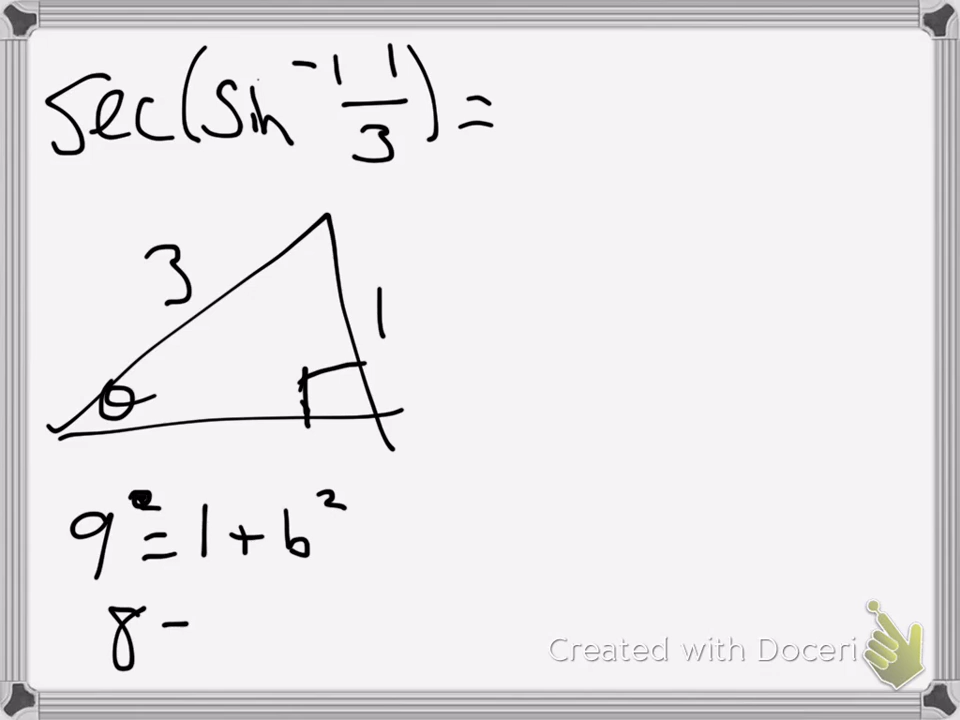 sec(sin⁻¹ 1/3) =
3
1
θ
9 = 1 + b²
8 =
Created with Doceri